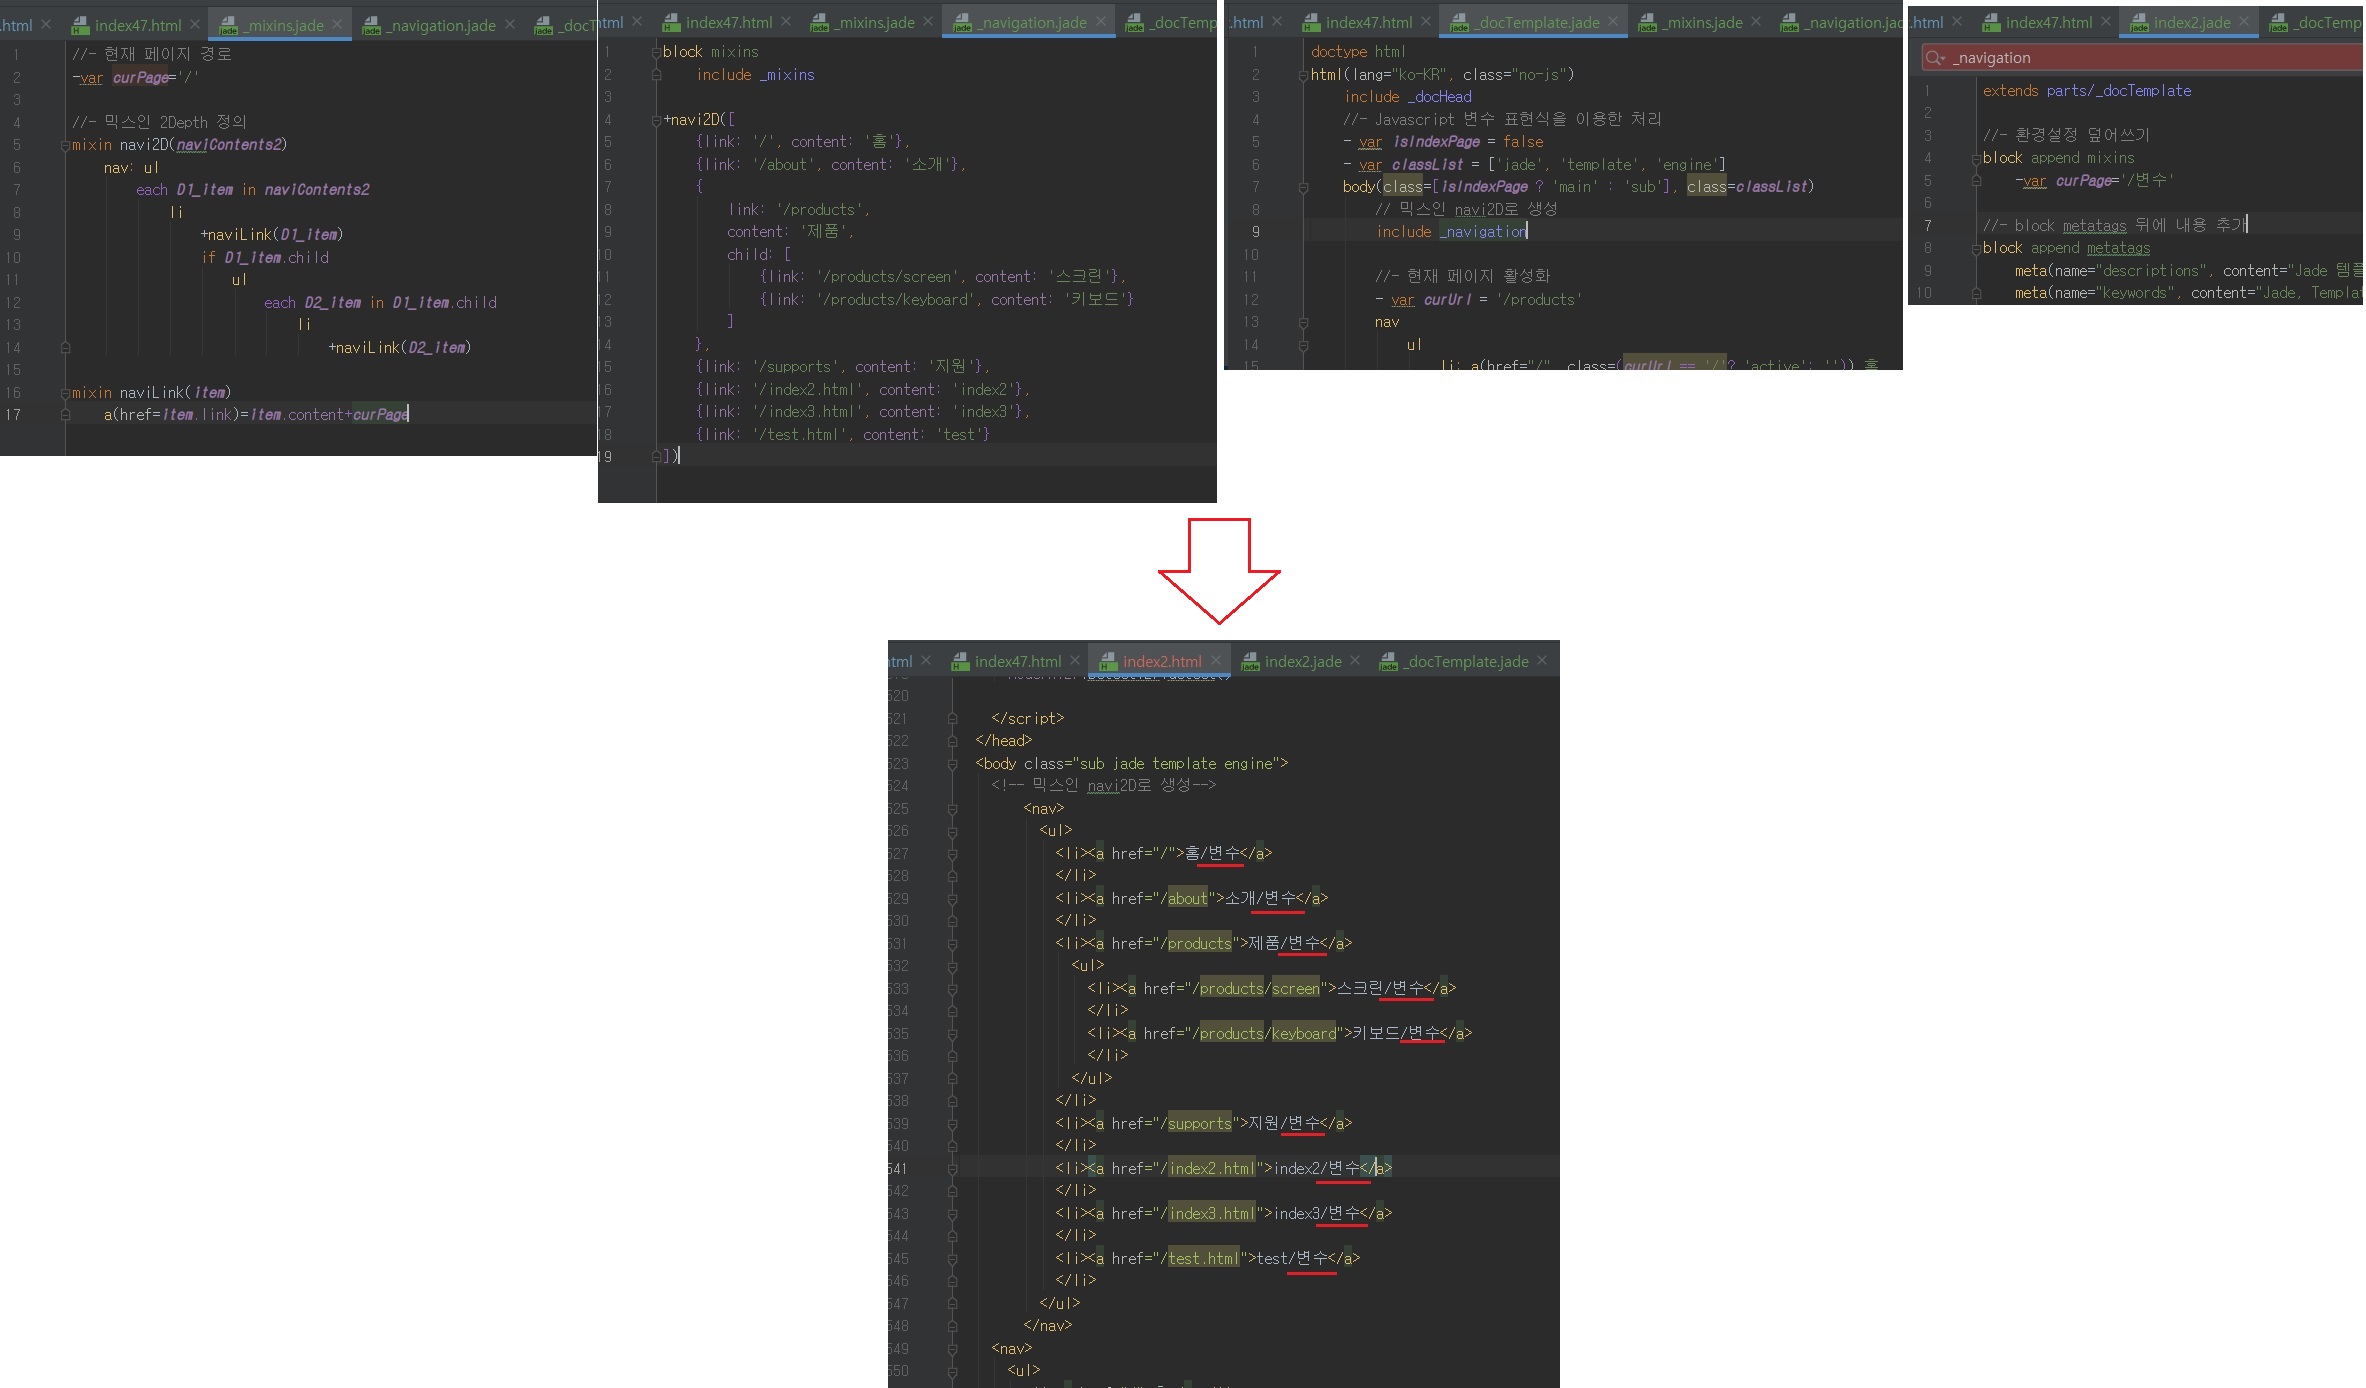 .html × index47.html × _mixins.jade × _navigation.jade × _docT
1 //- 현재 페이지 경로
2 -var curPage='/'
3
4 //- 믹스인 2Depth 정의
5 mixin navi2D(naviContents2)
6 nav: ul
7 each D1_item in naviContents2
8 li
9 +naviLink(D1_item)
10 if D1_item.child
11 ul
12 each D2_item in D1_item.child
13 li
14 +naviLink(D2_item)
15
16 mixin naviLink(item)
17 a(href=item.link)=item.content+curPage
html × index47.html × _mixins.jade × _navigation.jade × _docTemp
1 block mixins
2 include _mixins
3
4 +navi2D([
5 {link: '/', content: '홈'},
6 {link: '/about', content: '소개'},
7 {
8 link: '/products',
9 content: '제품',
10 child: [
11 {link: '/products/screen', content: '스크린'},
12 {link: '/products/keyboard', content: '키보드'}
13 ]
14 },
15 {link: '/supports', content: '지원'},
16 {link: '/index2.html', content: 'index2'},
17 {link: '/index3.html', content: 'index3'},
18 {link: '/test.html', content: 'test'}
19 ])
.html × index47.html × _docTemplate.jade × _mixins.jade × _navigation.jad
1 doctype html
2 html(lang="ko-KR", class="no-js")
3 include _docHead
4 //- Javascript 변수 표현식을 이용한 처리
5 - var isIndexPage = false
6 - var classList = ['jade', 'template', 'engine']
7 body(class=[isIndexPage ? 'main' : 'sub'], class=classList)
8 // 믹스인 navi2D로 생성
9 include _navigation
10
11 //- 현재 페이지 활성화
12 - var curUrl = '/products'
13 nav
14 ul
15 li: a(href="/", class=(curUrl == '/'? 'active': '')) 홈
.html × index47.html × index2.jade × _docTemp
_navigation
1 extends parts/_docTemplate
2
3 //- 환경설정 덮어쓰기
4 block append mixins
5 -var curPage='/변수'
6
7 //- block metatags 뒤에 내용 추가
8 block append metatags
9 meta(name="descriptions", content="Jade 템플
10 meta(name="keywords", content="Jade, Templat
html × index47.html × index2.html × index2.jade × _docTemplate.jade ×
520
521 </script>
522 </head>
523 <body class="sub jade template engine">
524 <!-- 믹스인 navi2D로 생성-->
525 <nav>
526 <ul>
527 <li><a href="/">홈/변수</a>
528 </li>
529 <li><a href="/about">소개/변수</a>
530 </li>
531 <li><a href="/products">제품/변수</a>
532 <ul>
533 <li><a href="/products/screen">스크린/변수</a>
534 </li>
535 <li><a href="/products/keyboard">키보드/변수</a>
536 </li>
537 </ul>
538 </li>
539 <li><a href="/supports">지원/변수</a>
540 </li>
541 <li><a href="/index2.html">index2/변수</a>
542 </li>
543 <li><a href="/index3.html">index3/변수</a>
544 </li>
545 <li><a href="/test.html">test/변수</a>
546 </li>
547 </ul>
548 </nav>
549 <nav>
550 <ul>